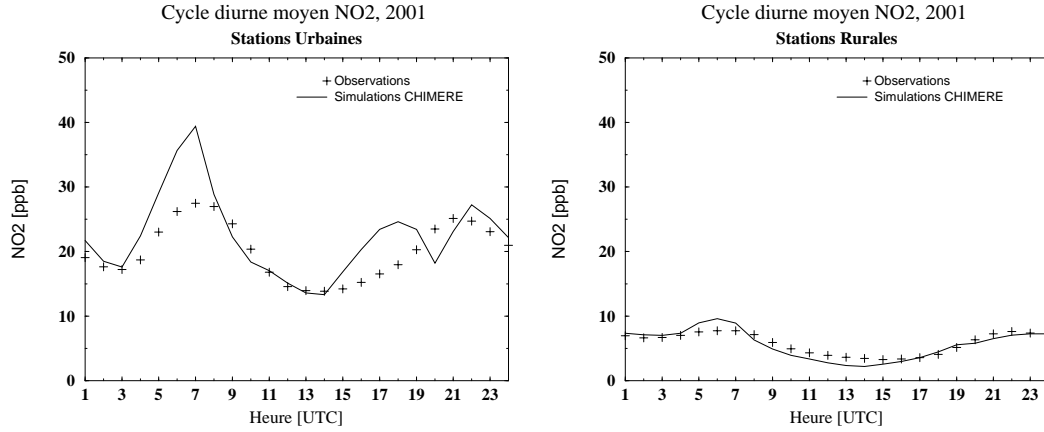 Cycle diurne moyen NO2, 2001
Stations Urbaines
50
40
30
20
10
0
NO2 [ppb]
Observations
Simulations CHIMERE
1 3 5 7 9 11 13 15 17 19 21 23
Heure [UTC]
Cycle diurne moyen NO2, 2001
Stations Rurales
50
40
30
20
10
0
NO2 [ppb]
Observations
Simulations CHIMERE
1 3 5 7 9 11 13 15 17 19 21 23
Heure [UTC]